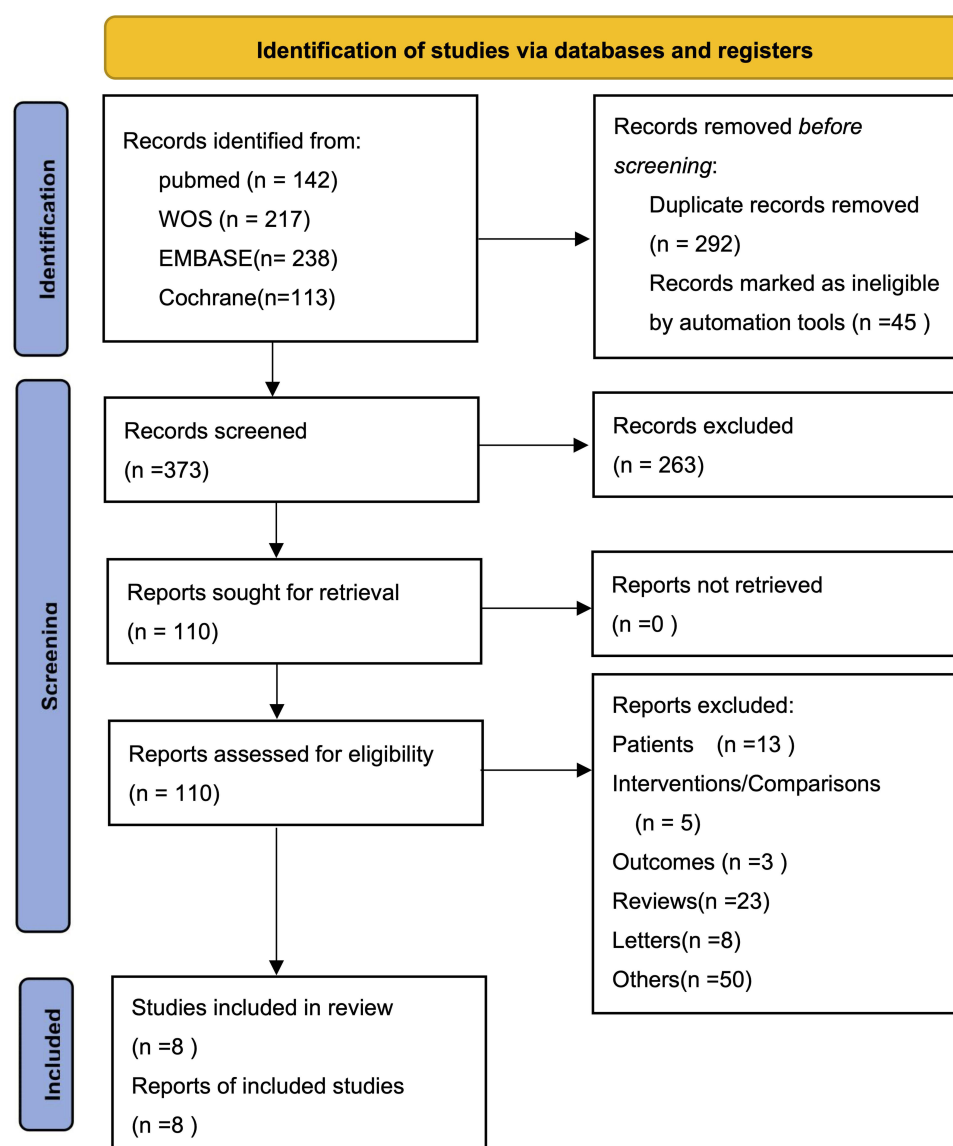 Identification of studies via databases and registers
Identification
Records identified from:
pubmed (n = 142)
WOS (n = 217)
EMBASE(n= 238)
Cochrane(n=113)
Records removed before
screening:
Duplicate records removed
(n = 292)
Records marked as ineligible
by automation tools (n =45 )
Screening
Records screened
(n =373)
Records excluded
(n = 263)
Reports sought for retrieval
(n = 110)
Reports not retrieved
(n =0 )
Reports assessed for eligibility
(n = 110)
Reports excluded:
Patients (n =13 )
Interventions/Comparisons
(n = 5)
Outcomes (n =3 )
Reviews(n =23)
Letters(n =8)
Others(n =50)
Included
Studies included in review
(n =8 )
Reports of included studies
(n =8 )